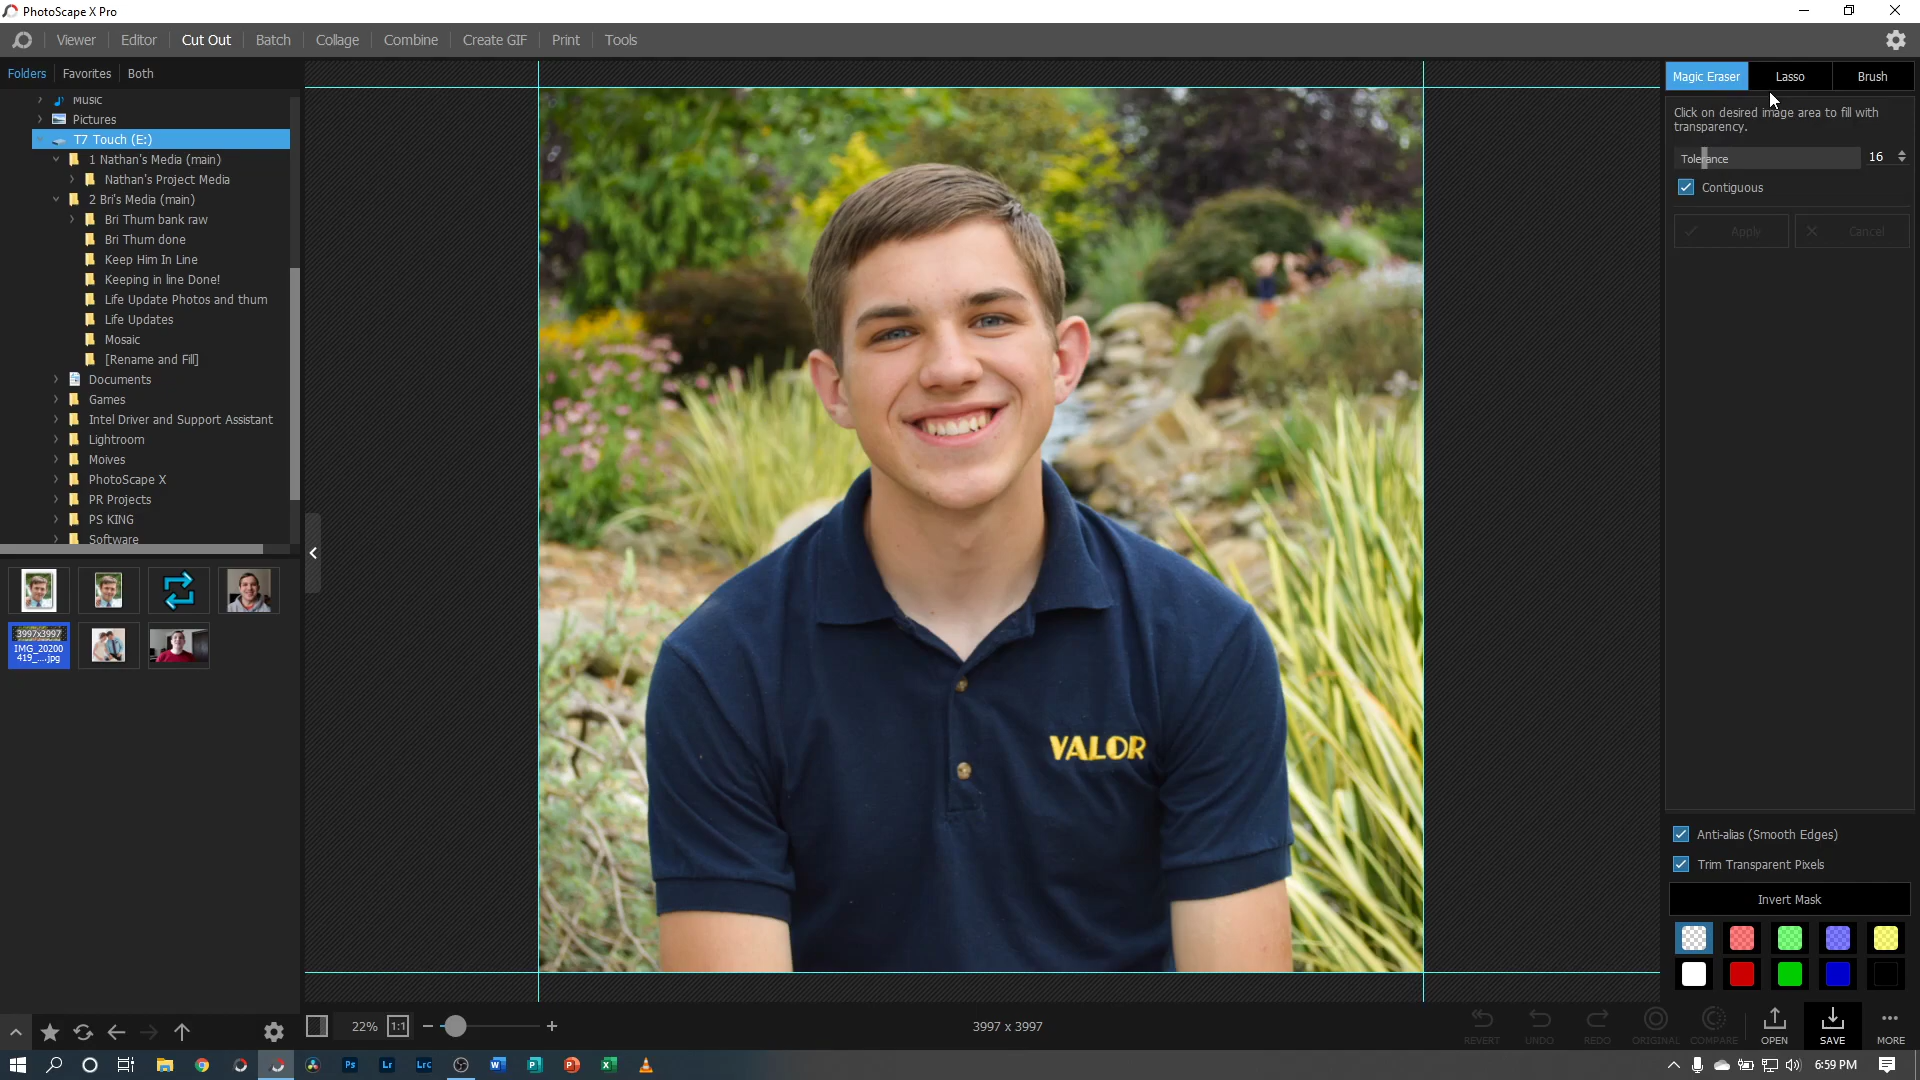 PhotoScape X Pro
Viewer Editor Cut Out Batch Collage Combine Create GIF Print Tools
Folders Favorites Both
Music
Pictures
T7 Touch (E:)
1 Nathan's Media (main)
Nathan's Project Media
2 Bri's Media (main)
Bri Thum bank raw
Bri Thum done
Keep Him In Line
Keeping in line Done!
Life Update Photos and thum
Life Updates
Mosaic
[Rename and Fill]
Documents
Games
Intel Driver and Support Assistant
Lightroom
Moives
PhotoScape X
PR Projects
PS KING
Software
3997x3997
IMG_20200
419_....jpg
VALOR
Magic Eraser Lasso Brush
Click on desired image area to fill with
transparency.
Tolerance 16
Contiguous
Apply Cancel
Anti-alias (Smooth Edges)
Trim Transparent Pixels
Invert Mask
22% 1:1 3997 x 3997
REVERT UNDO REDO ORIGINAL COMPARE OPEN SAVE MORE
Ps Lr Lrc 6:59 PM